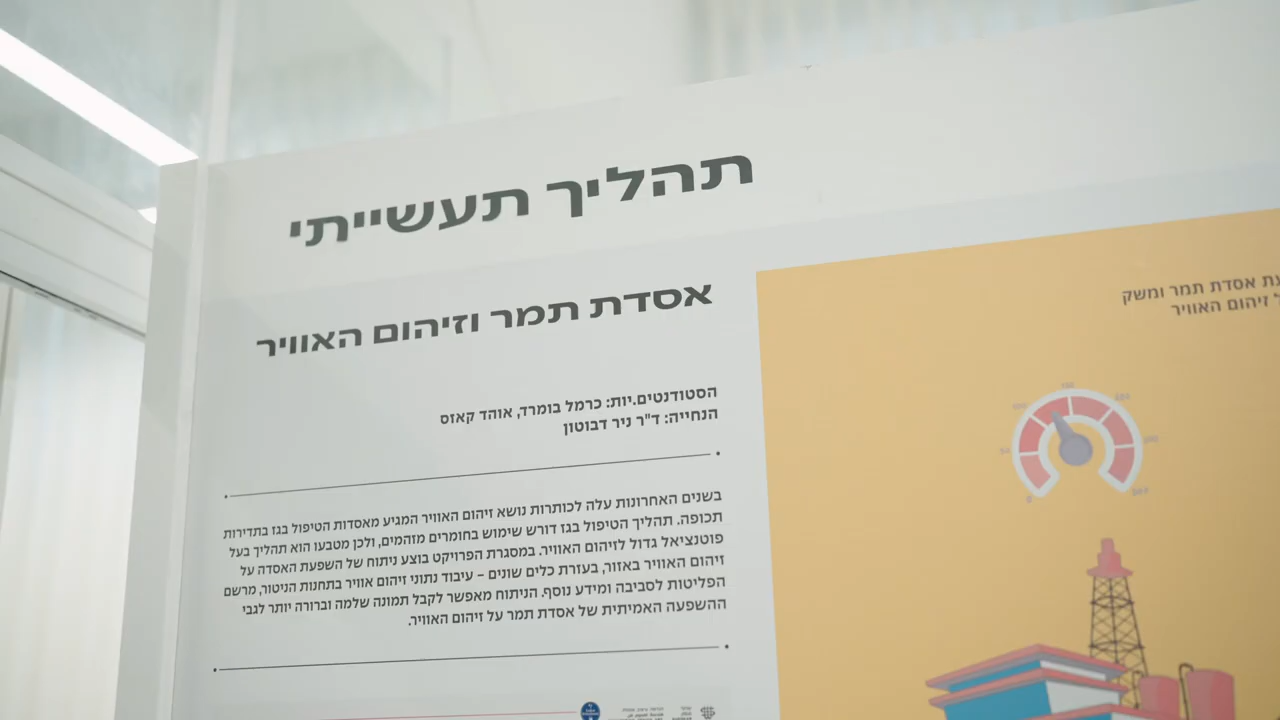 תהליך תעשייתי
אסדת תמר וזיהום האוויר
הסטודנטים.יות: כרמל בומרד, אוהד קאזס
הנחייה: ד"ר ניר דבוטון
בשנים האחרונות עלה לכותרות נושא זיהום האוויר המגיע מאסדות הטיפול בגז בתדירות
תכופה. תהליך הטיפול בגז דורש שימוש בחומרים מזהמים, ולכן מטבעו הוא תהליך בעל
פוטנציאל גדול לזיהום האוויר. במסגרת הפרויקט בוצע ניתוח של השפעת האסדה על
זיהום האוויר באזור, בעזרת כלים שונים – עיבוד נתוני זיהום אוויר בתחנות הניטור, מרשם
הפליטות לסביבה ומידע נוסף. הניתוח מאפשר לקבל תמונה שלמה וברורה יותר לגבי
ההשפעה האמיתית של אסדת תמר על זיהום האוויר.
אסדת תמר ומשק
זיהום האוויר